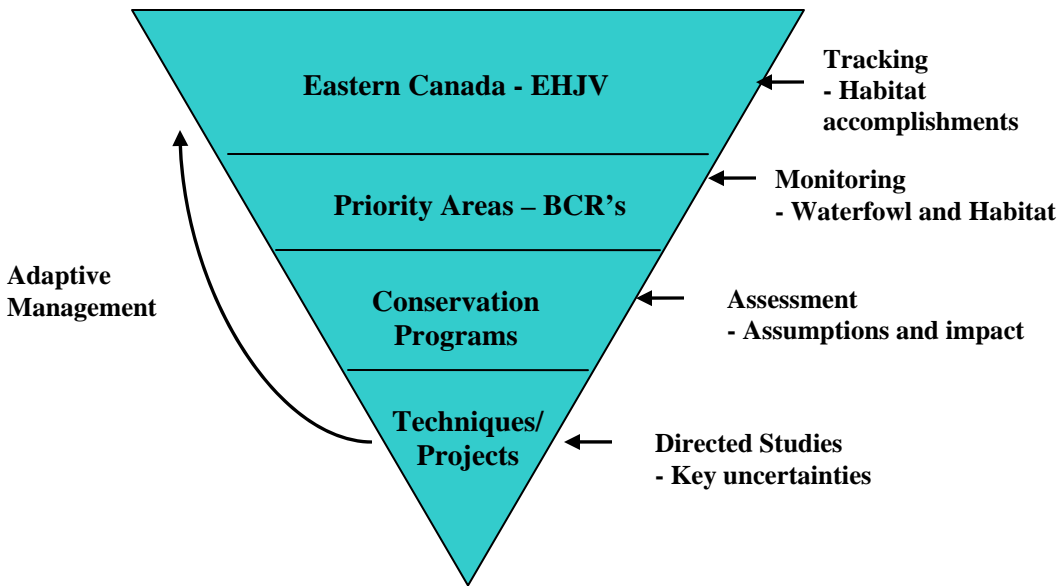 Eastern Canada - EHJV
Tracking
- Habitat
accomplishments
Priority Areas – BCR's
Monitoring
- Waterfowl and Habitat
Adaptive
Management
Conservation
Programs
Assessment
- Assumptions and impact
Techniques/
Projects
Directed Studies
- Key uncertainties